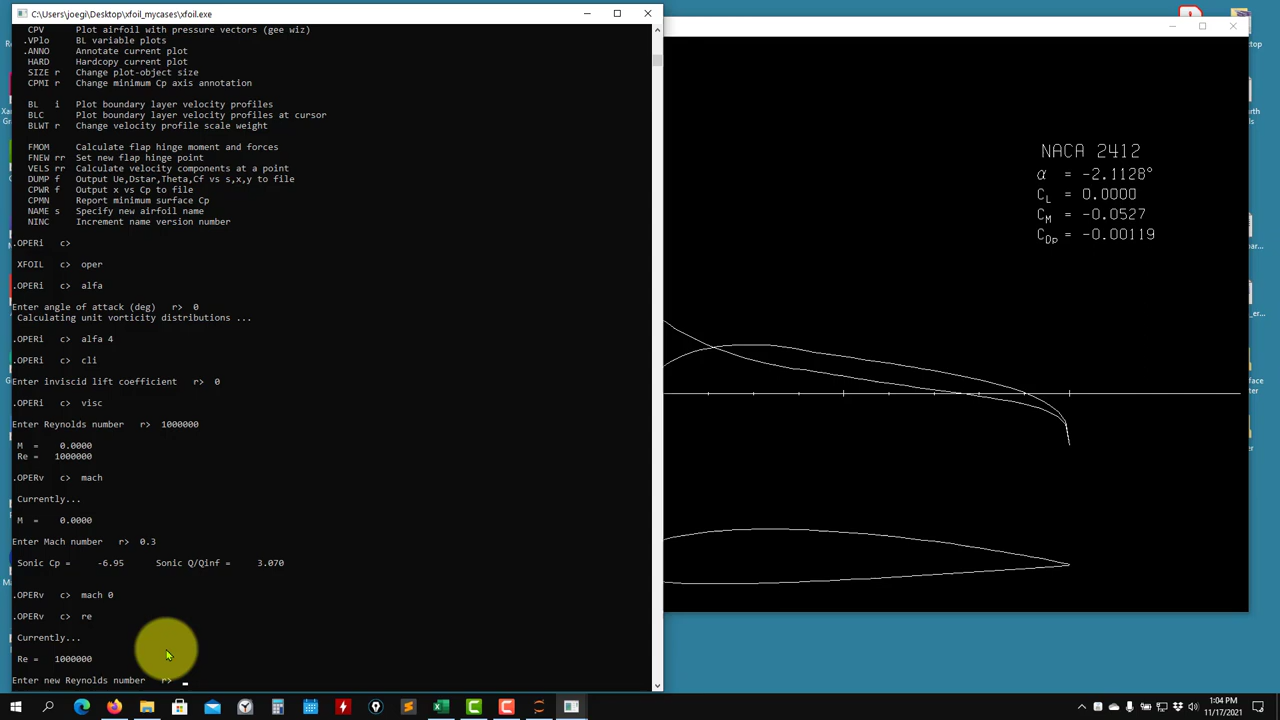 C:\Users\joegi\Desktop\xfoil_mycases\xfoil.exe
CPV Plot airfoil with pressure vectors (gee wiz)
.VPlo BL variable plots
.ANNO Annotate current plot
HARD Hardcopy current plot
SIZE r Change plot-object size
CPMI r Change minimum Cp axis annotation
BL i Plot boundary layer velocity profiles
BLC Plot boundary layer velocity profiles at cursor
BLWT r Change velocity profile scale weight
FMOM Calculate flap hinge moment and forces
FNEW rr Set new flap hinge point
VELS rr Calculate velocity components at a point
DUMP f Output Ue,Dstar,Theta,Cf vs s,x,y to file
CPWR f Output x vs Cp to file
CPMN Report minimum surface Cp
NAME s Specify new airfoil name
NINC Increment name version number
.OPERi c>
XFOIL c> oper
.OPERi c> alfa
Enter angle of attack (deg) r> 0
Calculating unit vorticity distributions ...
.OPERi c> alfa 4
.OPERi c> cli
Enter inviscid lift coefficient r> 0
.OPERi c> visc
Enter Reynolds number r> 1000000
M = 0.0000
Re = 1000000
.OPERv c> mach
Currently...
M = 0.0000
Enter Mach number r> 0.3
Sonic Cp = -6.95 Sonic Q/Qinf = 3.070
.OPERv c> mach 0
.OPERv c> re
Currently...
Re = 1000000
Enter new Reynolds number r>
NACA 2412
α = -2.1128°
CL = 0.0000
CM = -0.0527
CDp = -0.00119
1:04 PM
11/17/2021